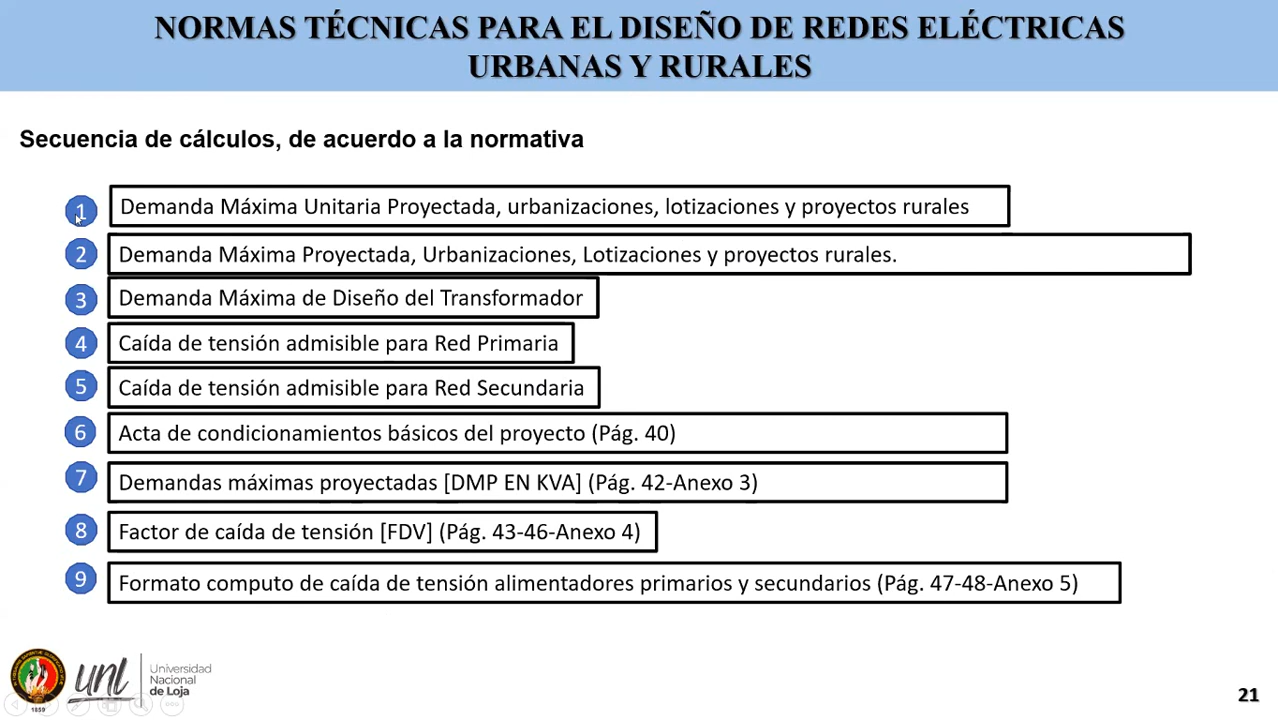 NORMAS TÉCNICAS PARA EL DISEÑO DE REDES ELÉCTRICAS
URBANAS Y RURALES
Secuencia de cálculos, de acuerdo a la normativa
1 Demanda Máxima Unitaria Proyectada, urbanizaciones, lotizaciones y proyectos rurales
2 Demanda Máxima Proyectada, Urbanizaciones, Lotizaciones y proyectos rurales.
3 Demanda Máxima de Diseño del Transformador
4 Caída de tensión admisible para Red Primaria
5 Caída de tensión admisible para Red Secundaria
6 Acta de condicionamientos básicos del proyecto (Pág. 40)
7 Demandas máximas proyectadas [DMP EN KVA] (Pág. 42-Anexo 3)
8 Factor de caída de tensión [FDV] (Pág. 43-46-Anexo 4)
9 Formato computo de caída de tensión alimentadores primarios y secundarios (Pág. 47-48-Anexo 5)
1859
unl
Universidad
Nacional
de Loja
21